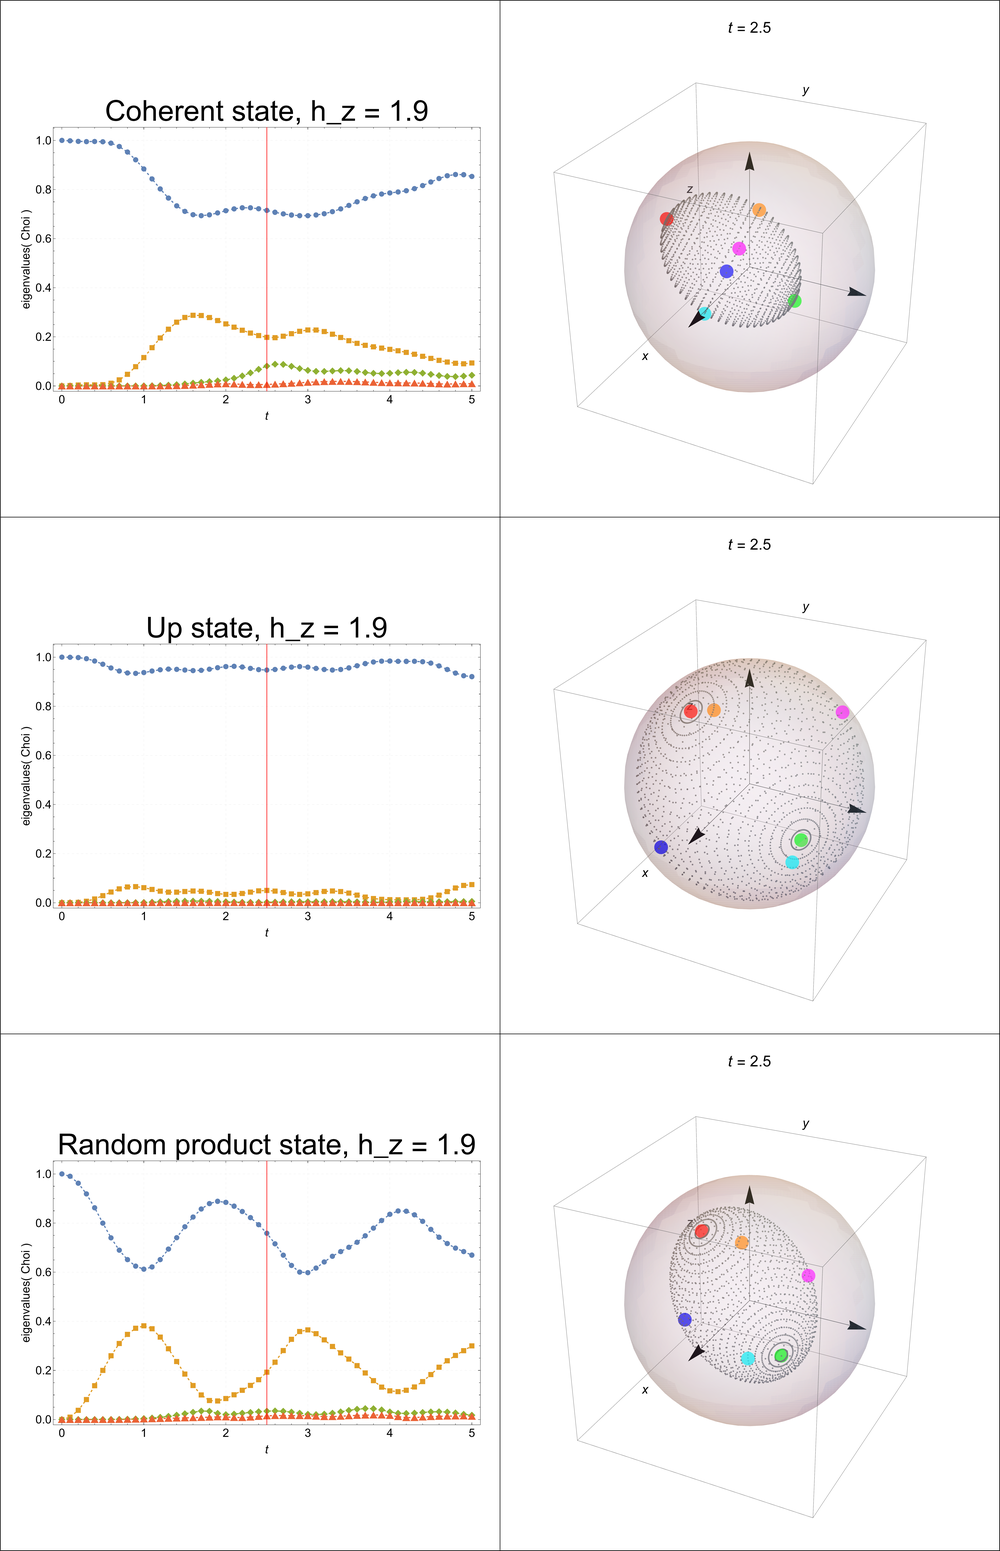 t = 2.5
Coherent state, h_z = 1.9
eigenvalues( Choi )
1.0
0.8
0.6
0.4
0.2
0.0
0 1 2 3 4 5
t
y
z
x
t = 2.5
Up state, h_z = 1.9
eigenvalues( Choi )
1.0
0.8
0.6
0.4
0.2
0.0
0 1 2 3 4 5
t
y
z
x
t = 2.5
Random product state, h_z = 1.9
eigenvalues( Choi )
1.0
0.8
0.6
0.4
0.2
0.0
0 1 2 3 4 5
t
y
z
x